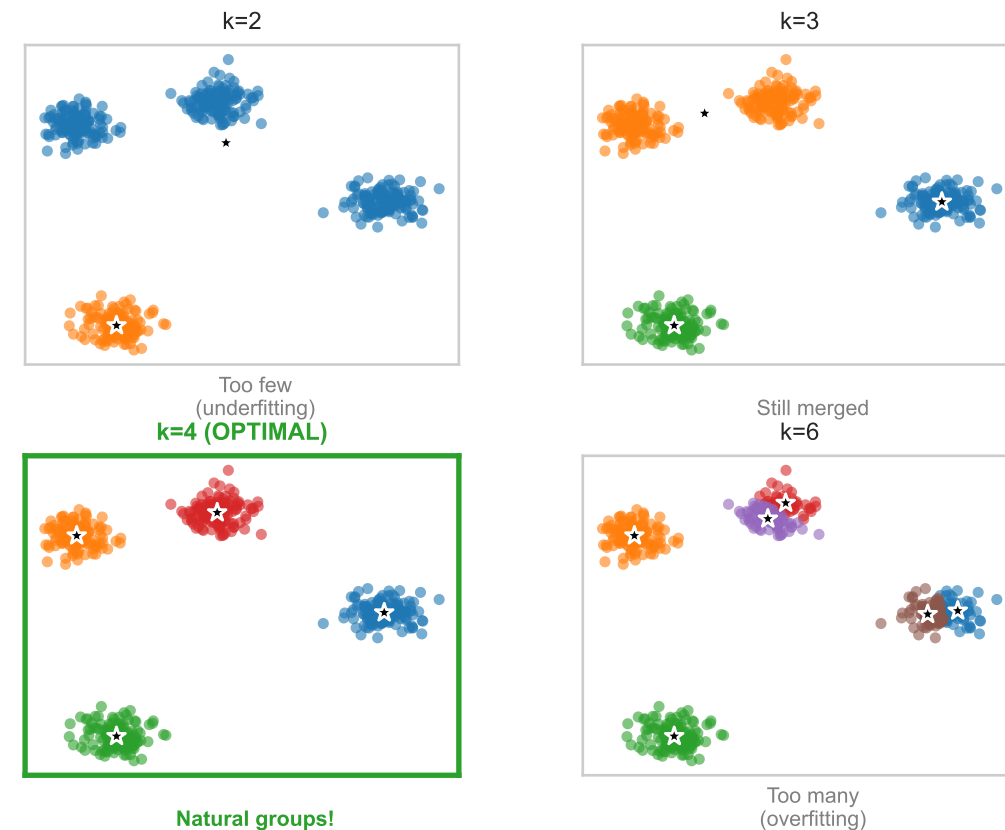 k=2
k=3
Too few
(underfitting)
Still merged
k=4 (OPTIMAL)
k=6
Natural groups!
Too many
(overfitting)